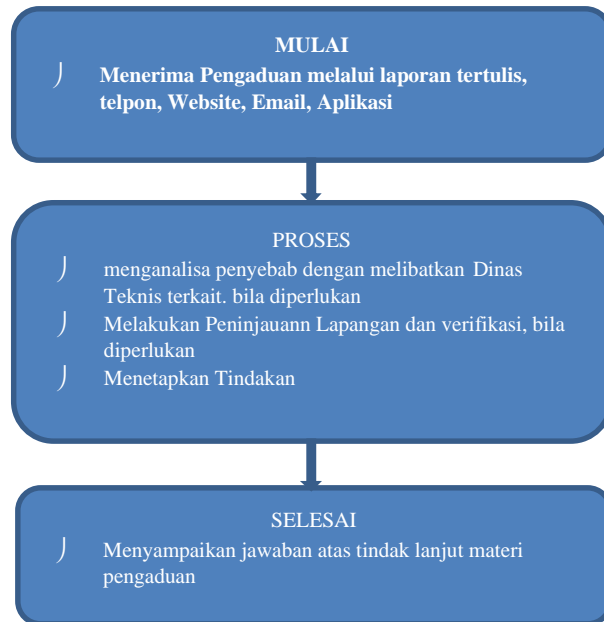 MULAI
Menerima Pengaduan melalui laporan tertulis,
telpon, Website, Email, Aplikasi
PROSES
menganalisa penyebab dengan melibatkan Dinas
Teknis terkait. bila diperlukan
Melakukan Peninjauann Lapangan dan verifikasi, bila
diperlukan
Menetapkan Tindakan
SELESAI
Menyampaikan jawaban atas tindak lanjut materi
pengaduan